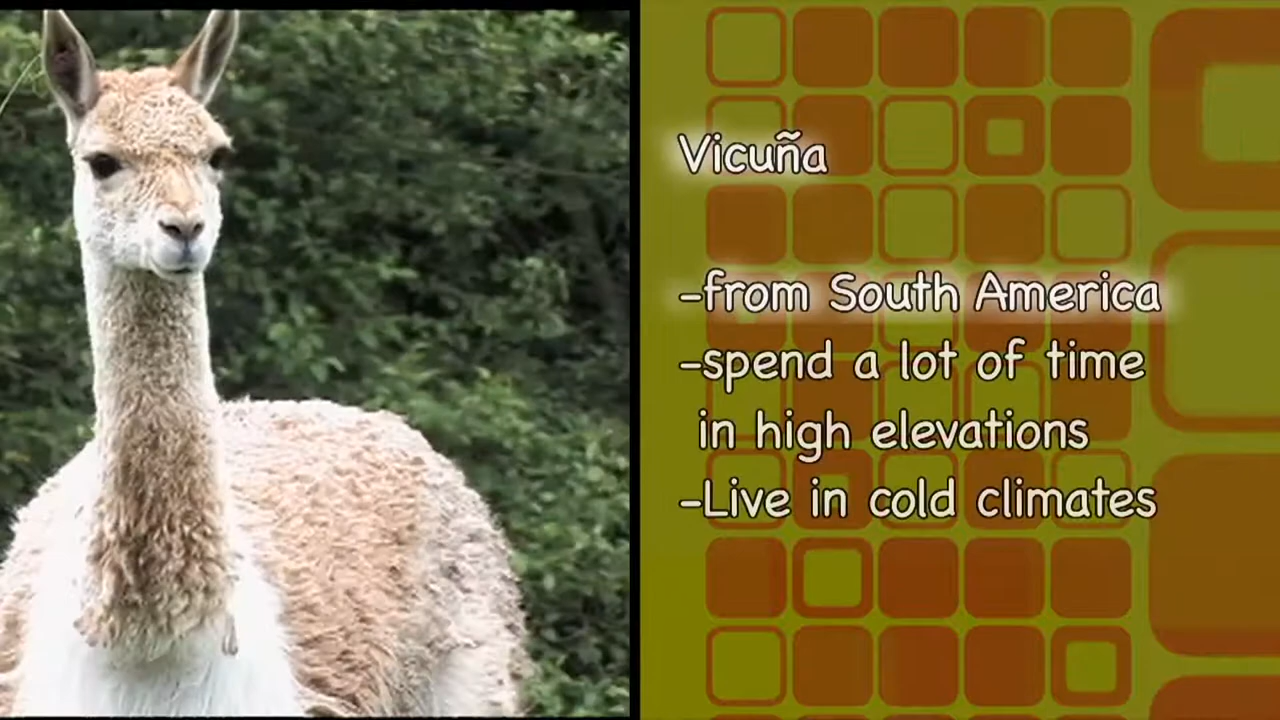 Vicuña
-from South America
-spend a lot of time
in high elevations
-Live in cold climates